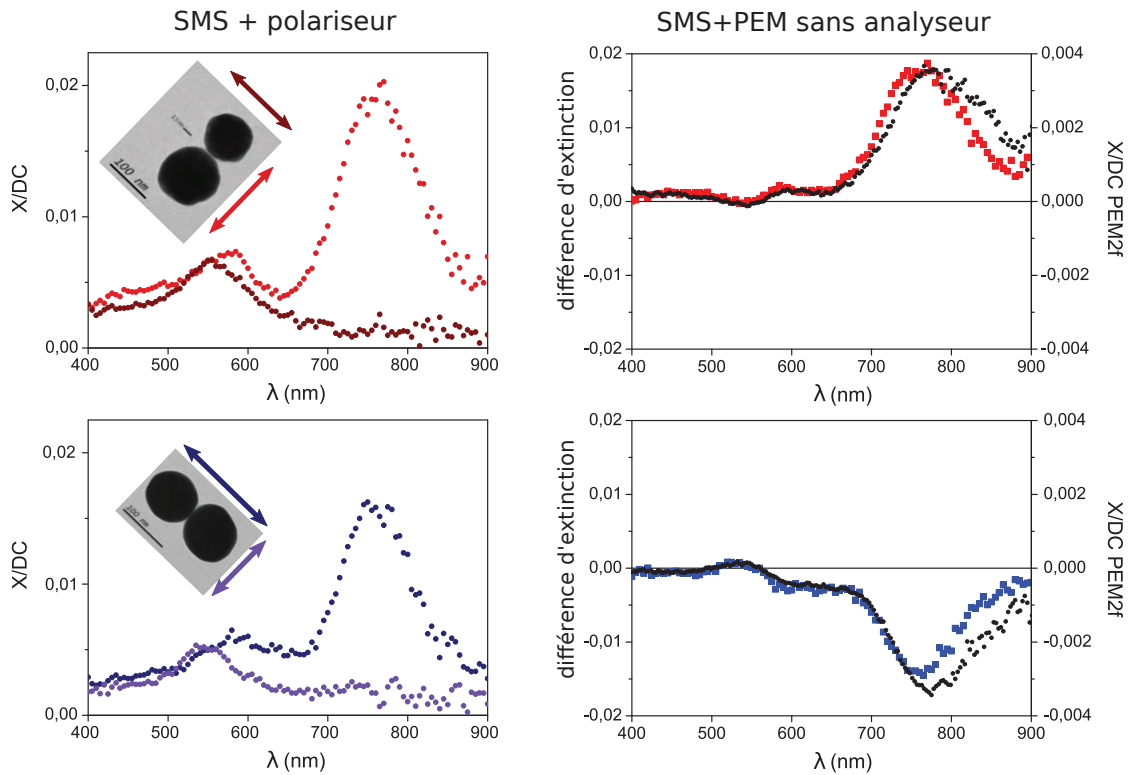 SMS + polariseur
SMS+PEM sans analyseur
0,02
0,01
0,00
X/DC
100 nm
400 500 600 700 800 900
λ (nm)
0,02
0,01
0,00
-0,01
-0,02
différence d'extinction
0,004
0,002
0,000
-0,002
-0,004
X/DC PEM2f
400 500 600 700 800 900
λ (nm)
0,02
0,01
0,00
X/DC
100 nm
400 500 600 700 800 900
λ (nm)
0,02
0,01
0,00
-0,01
-0,02
différence d'extinction
0,004
0,002
0,000
-0,002
-0,004
X/DC PEM2f
400 500 600 700 800 900
λ (nm)